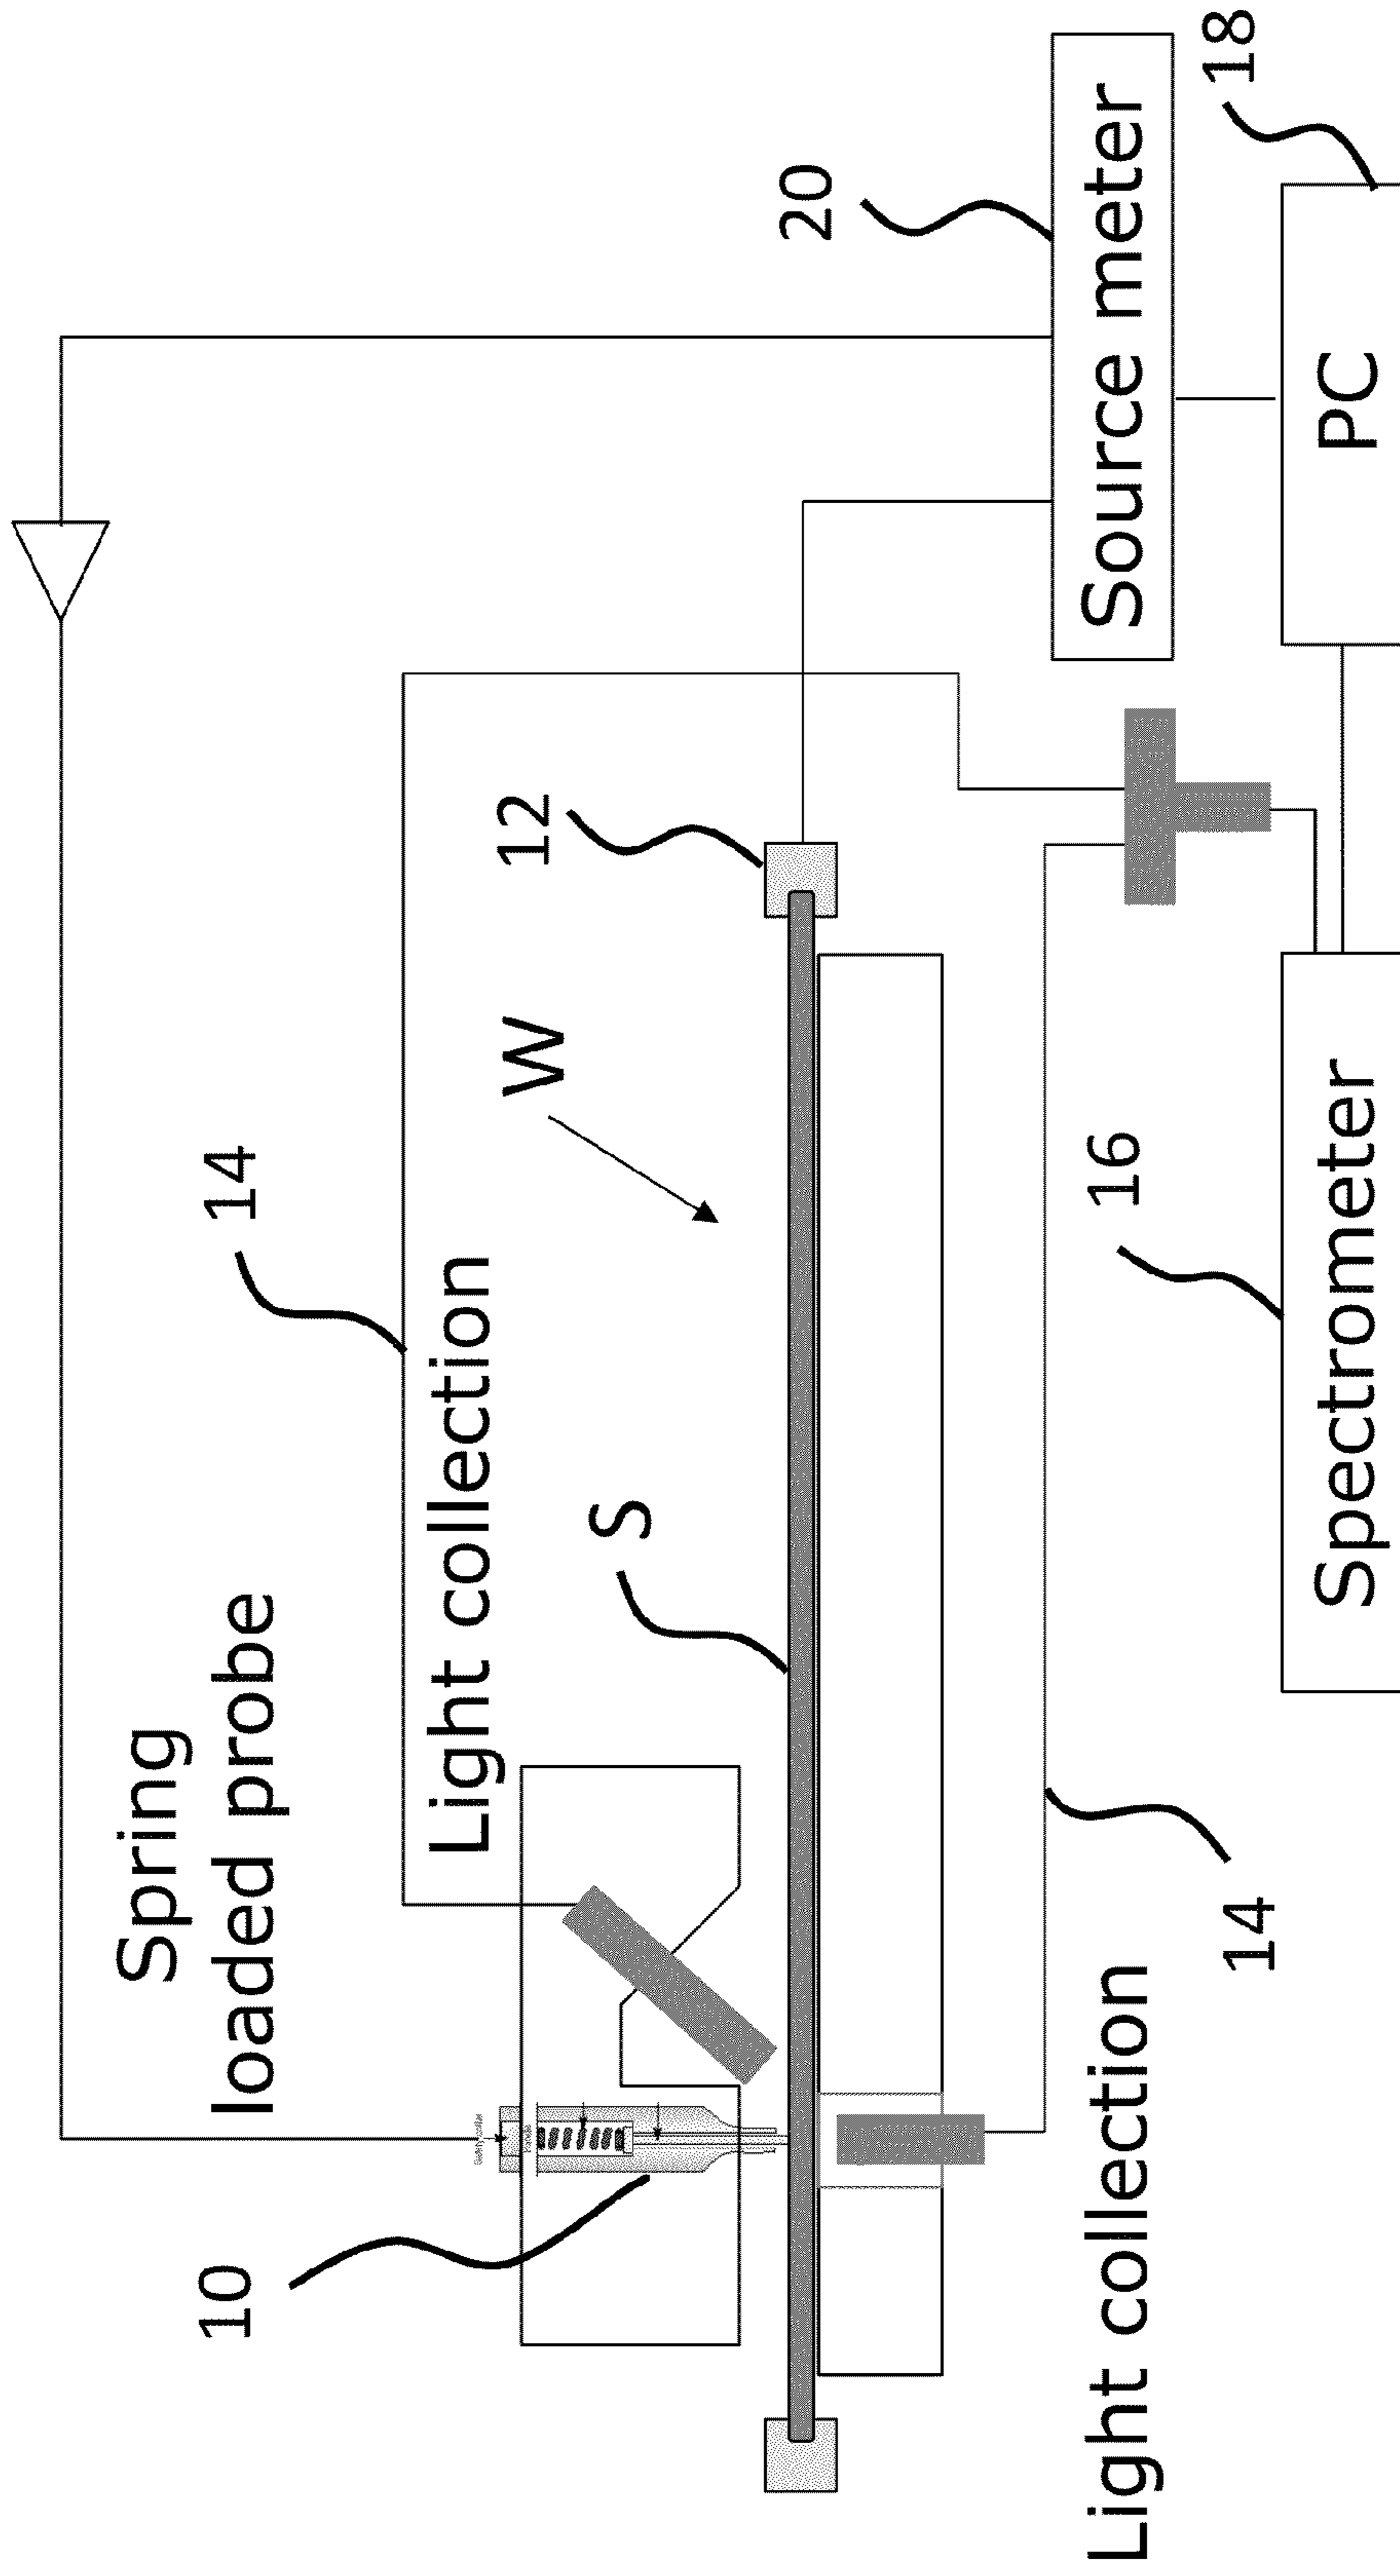 Spring
loaded probe
14
Light collection
10
W
S
12
20
Source meter
18
PC
16
Spectrometer
14
Light collection